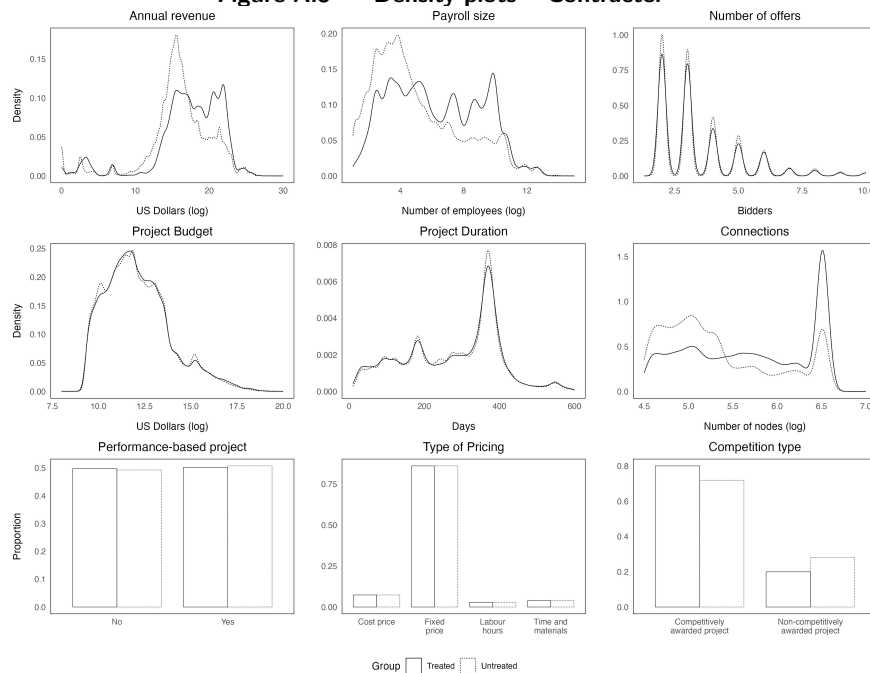 Density plots
Contractor
Annual revenue
Payroll size
Number of offers
Density
0.15
0.10
0.05
0.00
0 10 20 30
US Dollars (log)
0.20
0.15
0.10
0.05
0.00
4 8 12
Number of employees (log)
1.00
0.75
0.50
0.25
0.00
2.5 5.0 7.5 10.0
Bidders
Project Budget
Project Duration
Connections
Density
0.25
0.20
0.15
0.10
0.05
0.00
7.5 10.0 12.5 15.0 17.5 20.0
US Dollars (log)
0.008
0.006
0.004
0.002
0.000
0 200 400 600
Days
1.5
1.0
0.5
0.0
4.5 5.0 5.5 6.0 6.5 7.0
Number of nodes (log)
Performance-based project
Type of Pricing
Competition type
Proportion
0.5
0.4
0.3
0.2
0.1
0.0
No Yes
0.75
0.50
0.25
0.00
Cost price
Fixed
price
Labour
hours
Time and
materials
0.8
0.6
0.4
0.2
0.0
Competitively
awarded project
Non-competitively
awarded project
Group Treated Untreated